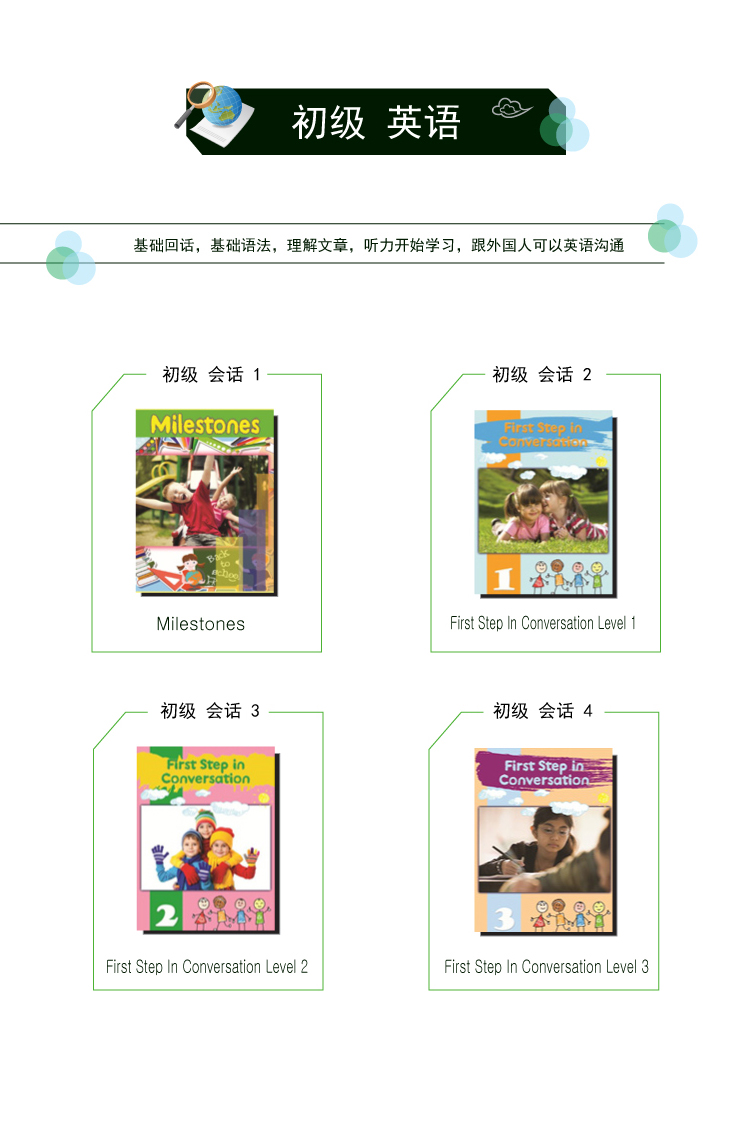 初级 英语
基础回话，基础语法，理解文章，听力开始学习，跟外国人可以英语沟通
初级 会话 1
Milestones
Back
to
school
Milestones
初级 会话 2
First Step in
Conversation
1
First Step In Conversation Level 1
初级 会话 3
First Step in
Conversation
2
First Step In Conversation Level 2
初级 会话 4
First Step in
Conversation
3
First Step In Conversation Level 3